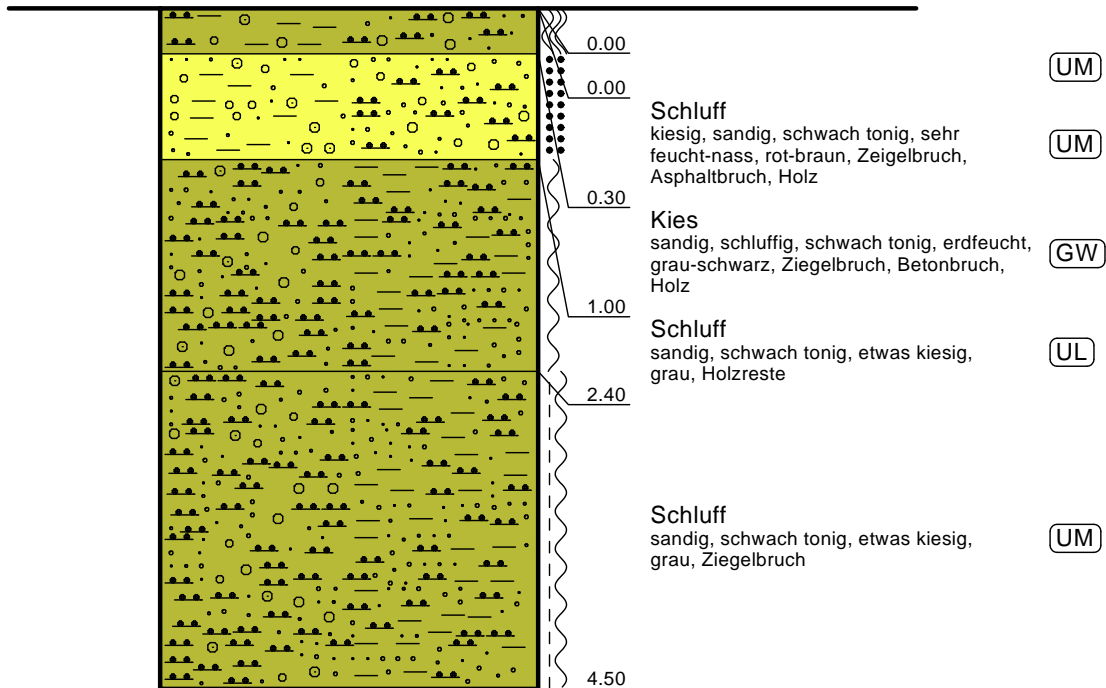 0.00
UM
0.00
Schluff
kiesig, sandig, schwach tonig, sehr
feucht-nass, rot-braun, Zeigelbruch,
Asphaltbruch, Holz
UM
0.30
Kies
sandig, schluffig, schwach tonig, erdfeucht,
grau-schwarz, Ziegelbruch, Betonbruch,
Holz
GW
1.00
Schluff
sandig, schwach tonig, etwas kiesig,
grau, Holzreste
UL
2.40
Schluff
sandig, schwach tonig, etwas kiesig,
grau, Ziegelbruch
UM
4.50